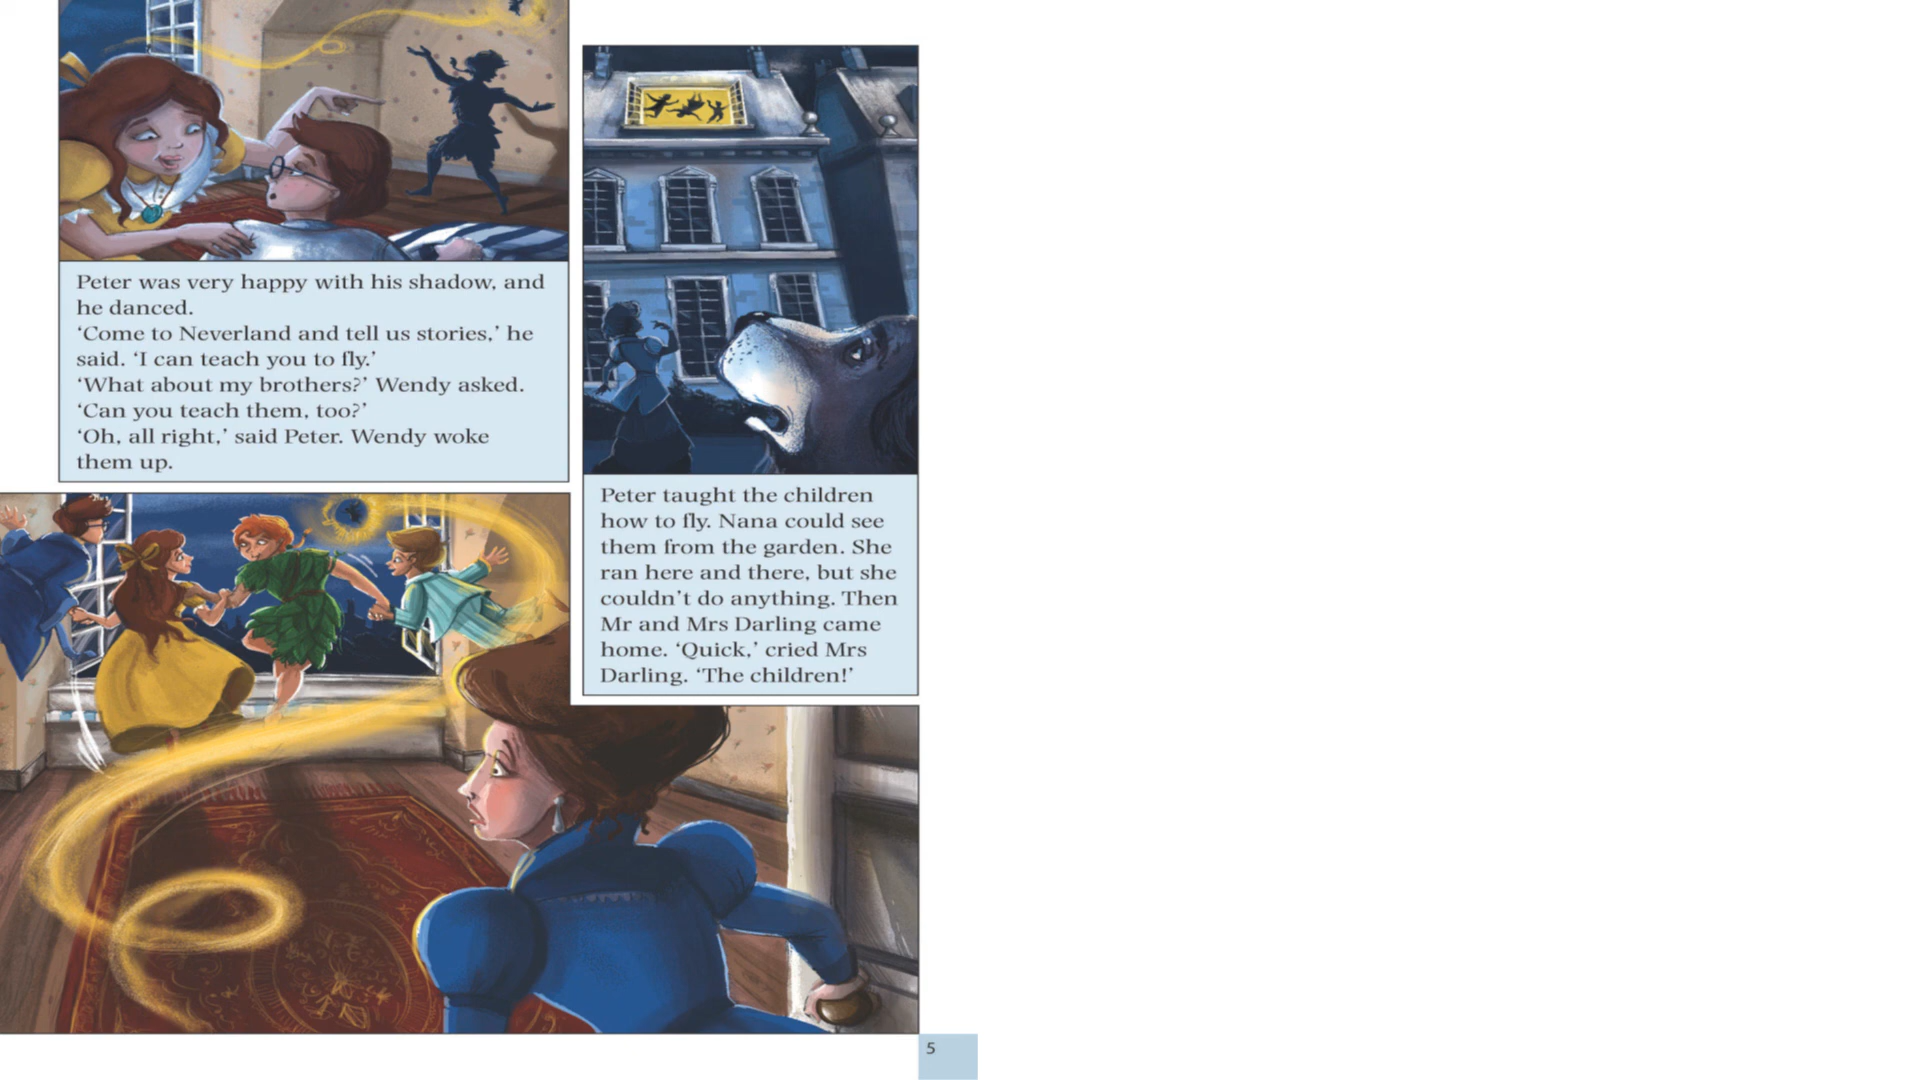 Peter was very happy with his shadow, and
he danced.
‘Come to Neverland and tell us stories,’ he
said. ‘I can teach you to fly.’
‘What about my brothers?’ Wendy asked.
‘Can you teach them, too?’
‘Oh, all right,’ said Peter. Wendy woke
them up.
Peter taught the children
how to fly. Nana could see
them from the garden. She
ran here and there, but she
couldn’t do anything. Then
Mr and Mrs Darling came
home. ‘Quick,’ cried Mrs
Darling. ‘The children!’
5